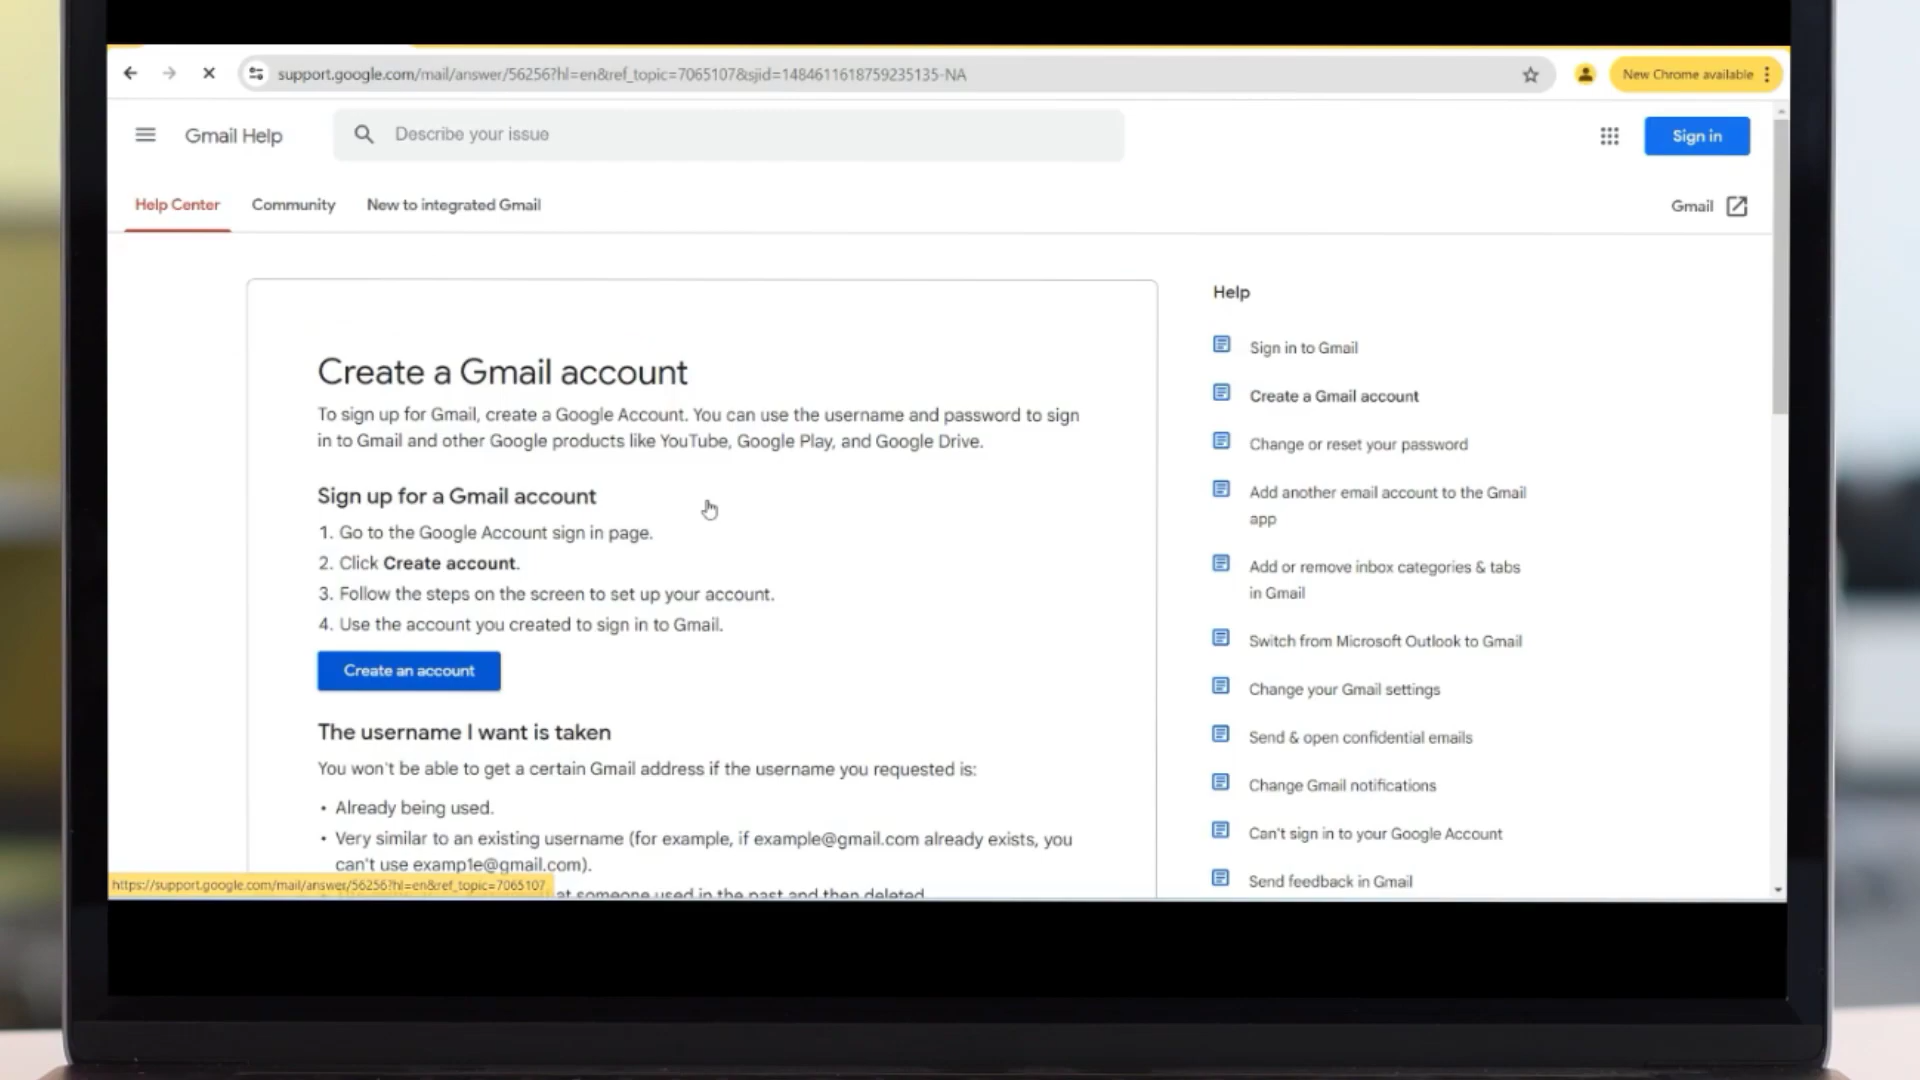 support.google.com/mail/answer/56256?hl=en&ref_topic=7065107&sjid=1484611618759235135-NA
New Chrome available
Gmail Help
Describe your issue
Sign in
Help Center
Community
New to integrated Gmail
Gmail
Create a Gmail account
To sign up for Gmail, create a Google Account. You can use the username and password to sign
in to Gmail and other Google products like YouTube, Google Play, and Google Drive.
Sign up for a Gmail account
1. Go to the Google Account sign in page.
2. Click Create account.
3. Follow the steps on the screen to set up your account.
4. Use the account you created to sign in to Gmail.
Create an account
The username I want is taken
You won't be able to get a certain Gmail address if the username you requested is:
• Already being used.
• Very similar to an existing username (for example, if example@gmail.com already exists, you
can't use examp1e@gmail.com).
at someone used in the past and then deleted
https://support.google.com/mail/answer/56256?hl=en&ref_topic=7065107
Help
Sign in to Gmail
Create a Gmail account
Change or reset your password
Add another email account to the Gmail
app
Add or remove inbox categories & tabs
in Gmail
Switch from Microsoft Outlook to Gmail
Change your Gmail settings
Send & open confidential emails
Change Gmail notifications
Can't sign in to your Google Account
Send feedback in Gmail